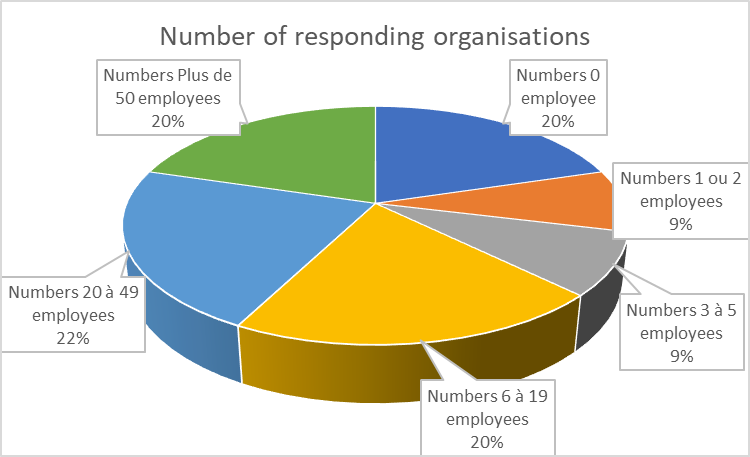 Number of responding organisations
Numbers Plus de
50 employees
20%
Numbers 0
employee
20%
Numbers 1 ou 2
employees
9%
Numbers 20 à 49
employees
22%
Numbers 3 à 5
employees
9%
Numbers 6 à 19
employees
20%